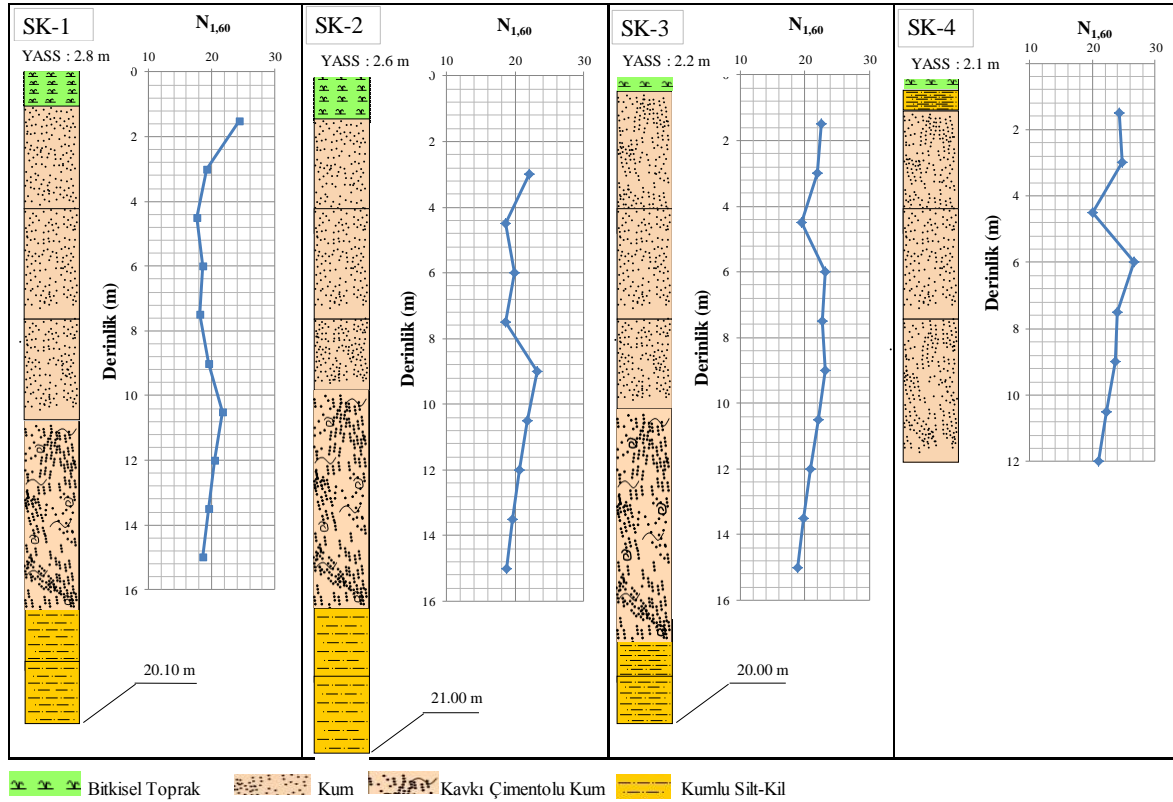 SK-1
N1,60
YASS : 2.8 m
10 20 30
0
2
4
6
8
10
12
14
16
Derinlik (m)
20.10 m
SK-2
N1,60
YASS : 2.6 m
10 20 30
0
2
4
6
8
10
12
14
16
Derinlik (m)
21.00 m
SK-3
N1,60
YASS : 2.2 m
10 20 30
0
2
4
6
8
10
12
14
16
Derinlik (m)
20.00 m
SK-4
N1,60
YASS : 2.1 m
10 20 30
2
4
6
8
10
12
Derinlik (m)
Bitkisel Toprak
Kum
Kavkı Çimentolu Kum
Kumlu Silt-Kil